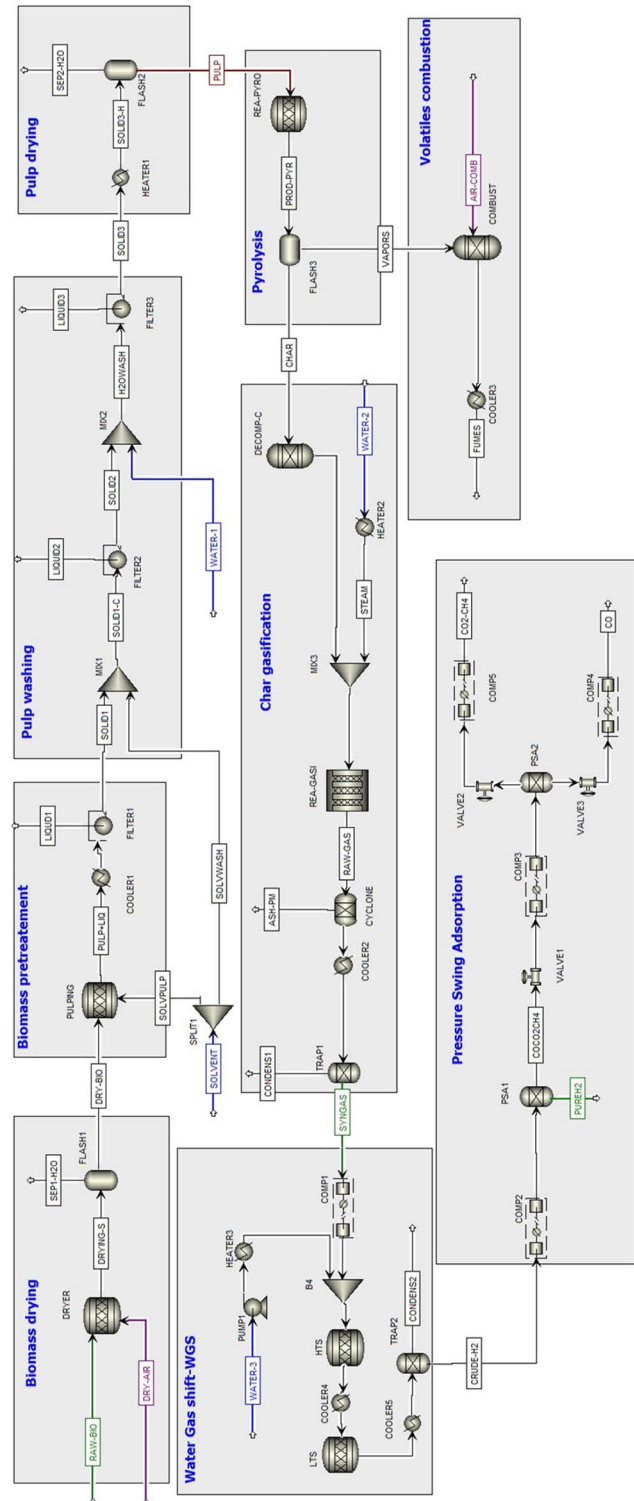 Biomass drying
RAW-BIO
DRY-AIR
DRYER
DRYING-S
SEP1-H2O
FLASH1
DRY-BIO
Biomass pretreatement
PULPING
PULP+LIQ
COOLER1
LIQUID1
FILTER1
SOLVPULP
SOLVENT
SPLIT1
SOLVWASH
SOLID1
Pulp washing
MIX1
SOLID1-C
LIQUID2
FILTER2
SOLID2
WATER-1
MIX2
H2OWASH
LIQUID3
FILTER3
SOLID3
Pulp drying
HEATER1
SOLID3-H
SEP2-H2O
FLASH2
PULP
Pyrolysis
REA-PYRO
PROD-PYR
FLASH3
VAPORS
CHAR
Volatiles combustion
AIR-COMB
COMBUST
COOLER3
FUMES
Char gasification
DECOMP-C
WATER-2
HEATER2
STEAM
MIX3
REA-GASI
RAW-GAS
ASH-PM
CYCLONE
COOLER2
CONDENS1
TRAP1
SYNGAS
Water Gas shift-WGS
WATER-3
PUMP1
HEATER3
COMP1
B4
HTS
COOLER4
LTS
COOLER5
TRAP2
CONDENS2
CRUDE-H2
Pressure Swing Adsorption
COMP2
PSA1
PUREH2
COCO2CH4
VALVE1
COMP3
PSA2
VALVE2
VALVE3
COMP5
COMP4
CO2-CH4
CO